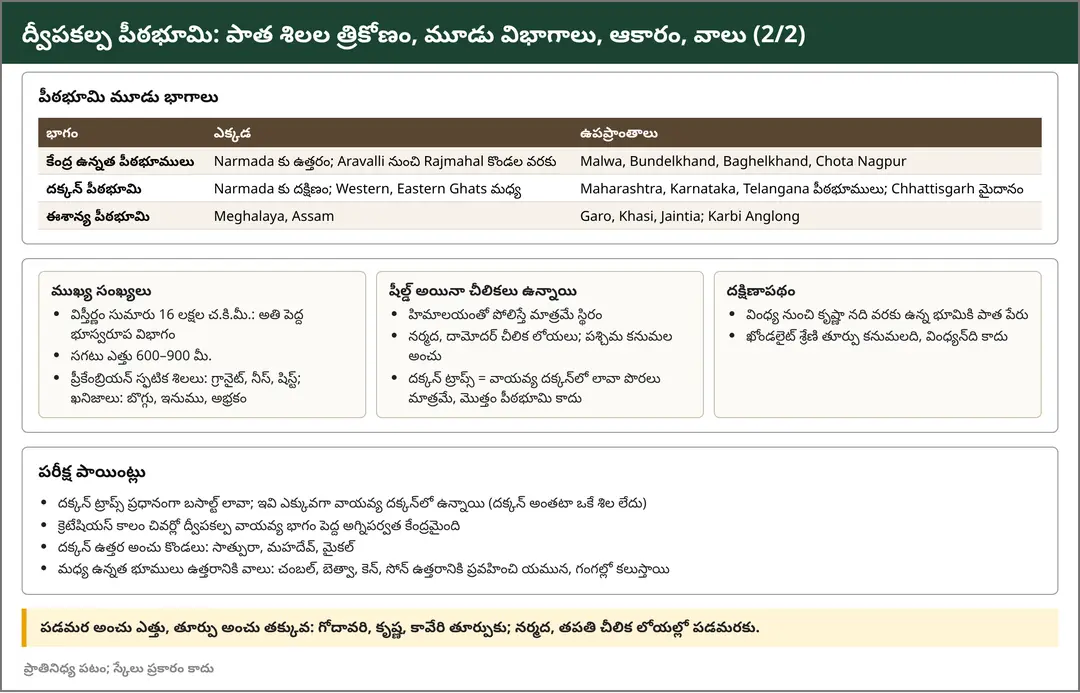 ద్వీపకల్ప పీఠభూమి: పాత శిలల త్రికోణం, మూడు విభాగాలు, ఆకారం, వాలు (2/2)
పీఠభూమి మూడు భాగాలు
భాగం ఎక్కడ ఉపప్రాంతాలు
కేంద్ర ఉన్నత పీఠభూములు Narmada కు ఉత్తరం; Aravalli నుంచి Rajmahal కొండల వరకు Malwa, Bundelkhand, Baghelkhand, Chota Nagpur
దక్కన్ పీఠభూమి Narmada కు దక్షిణం; Western, Eastern Ghats మధ్య Maharashtra, Karnataka, Telangana పీఠభూములు; Chhattisgarh మైదానం
ఈశాన్య పీఠభూమి Meghalaya, Assam Garo, Khasi, Jaintia; Karbi Anglong
ముఖ్య సంఖ్యలు
• విస్తీర్ణం సుమారు 16 లక్షల చ.కి.మీ.: అతి పెద్ద
భూస్వరూప విభాగం
• సగటు ఎత్తు 600–900 మీ.
• ప్రీకేంబ్రియన్ స్ఫటిక శిలలు: గ్రానైట్, నీస్, షిస్ట్;
ఖనిజాలు: బొగ్గు, ఇనుము, అభ్రకం
షీల్డ్ అయినా చీలికలు ఉన్నాయి
• హిమాలయంతో పోలిస్తే మాత్రమే స్థిరం
• నర్మద, దామోదర్ చీలిక లోయలు; పశ్చిమ కనుమల
అంచు
• దక్కన్ ట్రాప్స్ = వాయవ్య దక్కన్‌లో లావా పొరలు
మాత్రమే, మొత్తం పీఠభూమి కాదు
దక్షిణాపథం
• వింధ్య నుంచి కృష్ణా నది వరకు ఉన్న భూమికి పాత పేరు
• ఖోండలైట్ శ్రేణి తూర్పు కనుమలది, వింధ్యన్‌ది కాదు
పరీక్ష పాయింట్లు
• దక్కన్ ట్రాప్స్ ప్రధానంగా బసాల్ట్ లావా; ఇవి ఎక్కువగా వాయవ్య దక్కన్‌లో ఉన్నాయి (దక్కన్ అంతటా ఒకే శిల లేదు)
• క్రెటేషియస్ కాలం చివర్లో ద్వీపకల్ప వాయవ్య భాగం పెద్ద అగ్నిపర్వత కేంద్రమైంది
• దక్కన్ ఉత్తర అంచు కొండలు: సాత్పురా, మహదేవ్, మైకల్
• మధ్య ఉన్నత భూములు ఉత్తరానికి వాలు: చంబల్, బెత్వా, కెన్, సోన్ ఉత్తరానికి ప్రవహించి యమున, గంగల్లో కలుస్తాయి
పడమర అంచు ఎత్తు, తూర్పు అంచు తక్కువ: గోదావరి, కృష్ణ, కావేరి తూర్పుకు; నర్మద, తపతి చీలిక లోయల్లో పడమరకు.
ప్రాతినిధ్య పటం; స్కేలు ప్రకారం కాదు